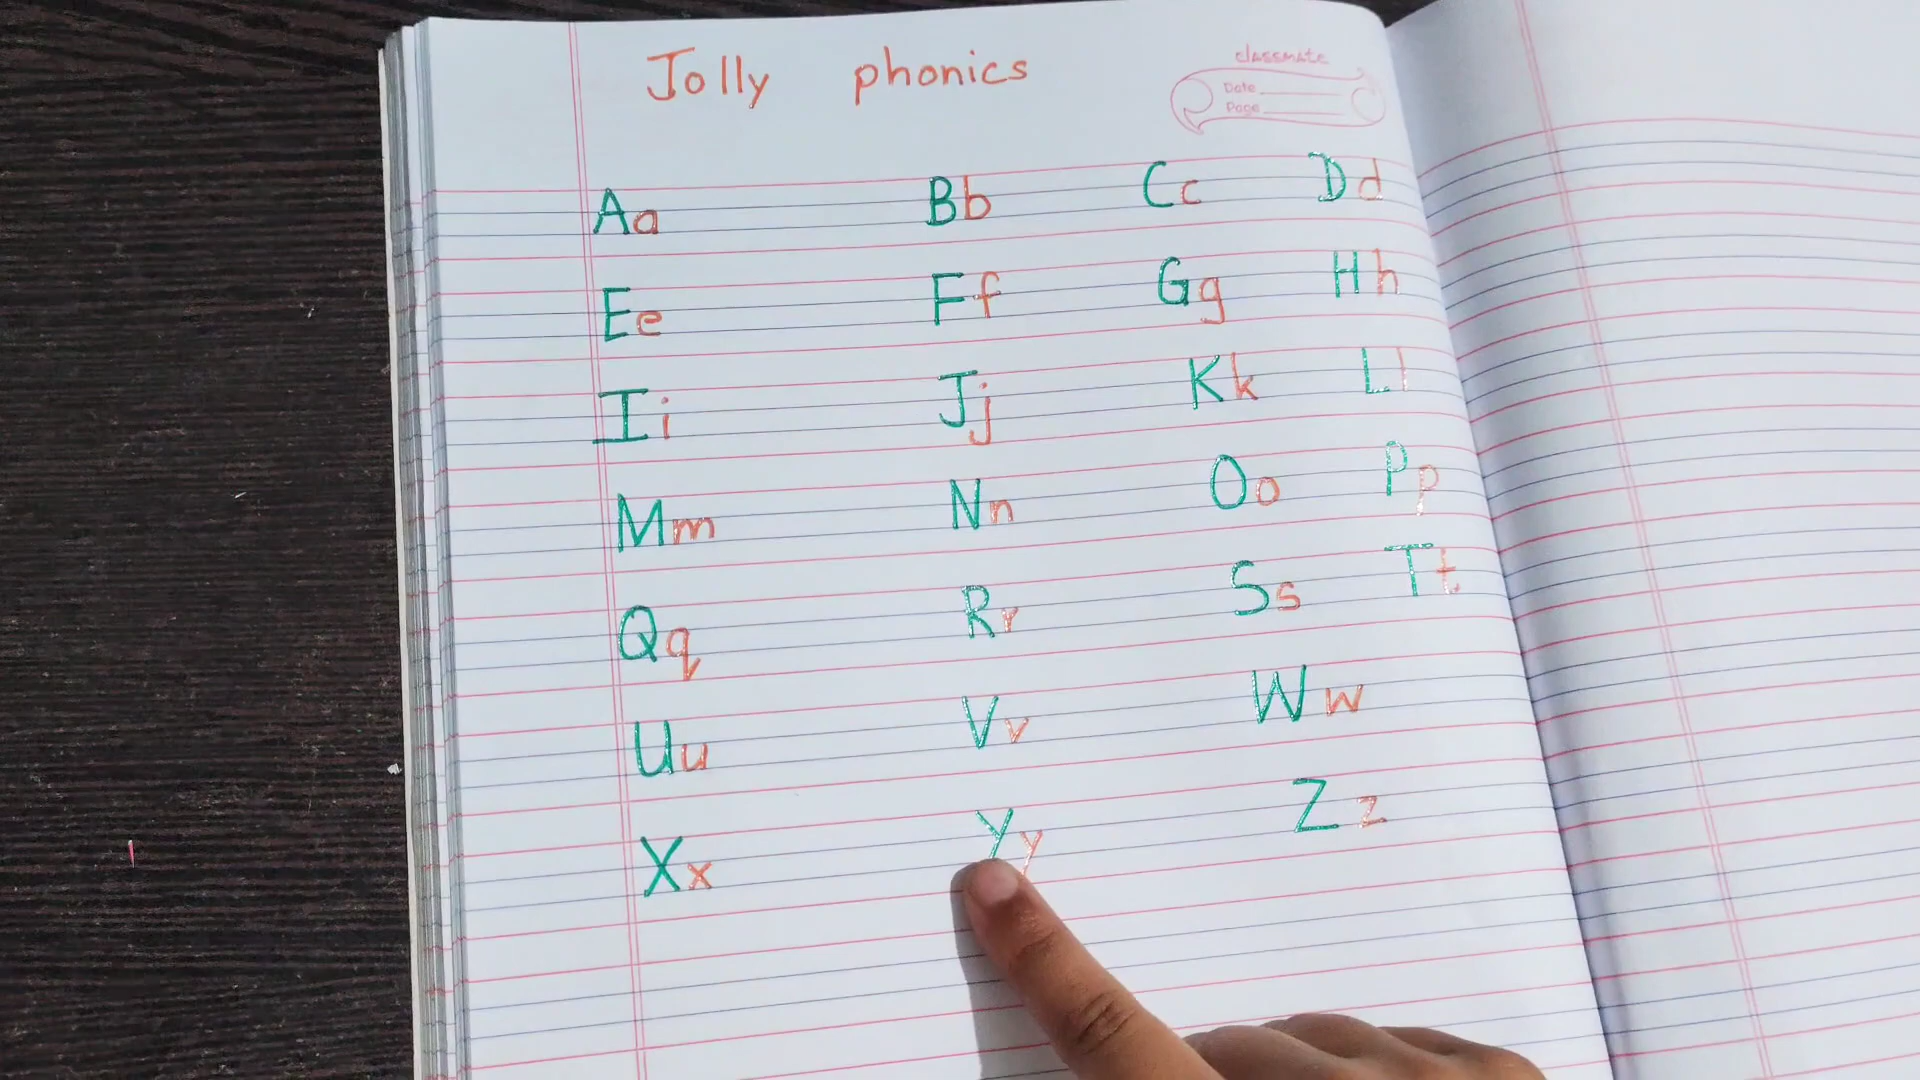 Jolly phonics
classmate
Date
Page
Aa Bb Cc Dd
Ee Ff Gg Hh
Ii Jj Kk Ll
Mm Nn Oo Pp
Qq Rr Ss Tt
Uu Vv Ww
Xx Yy Zz